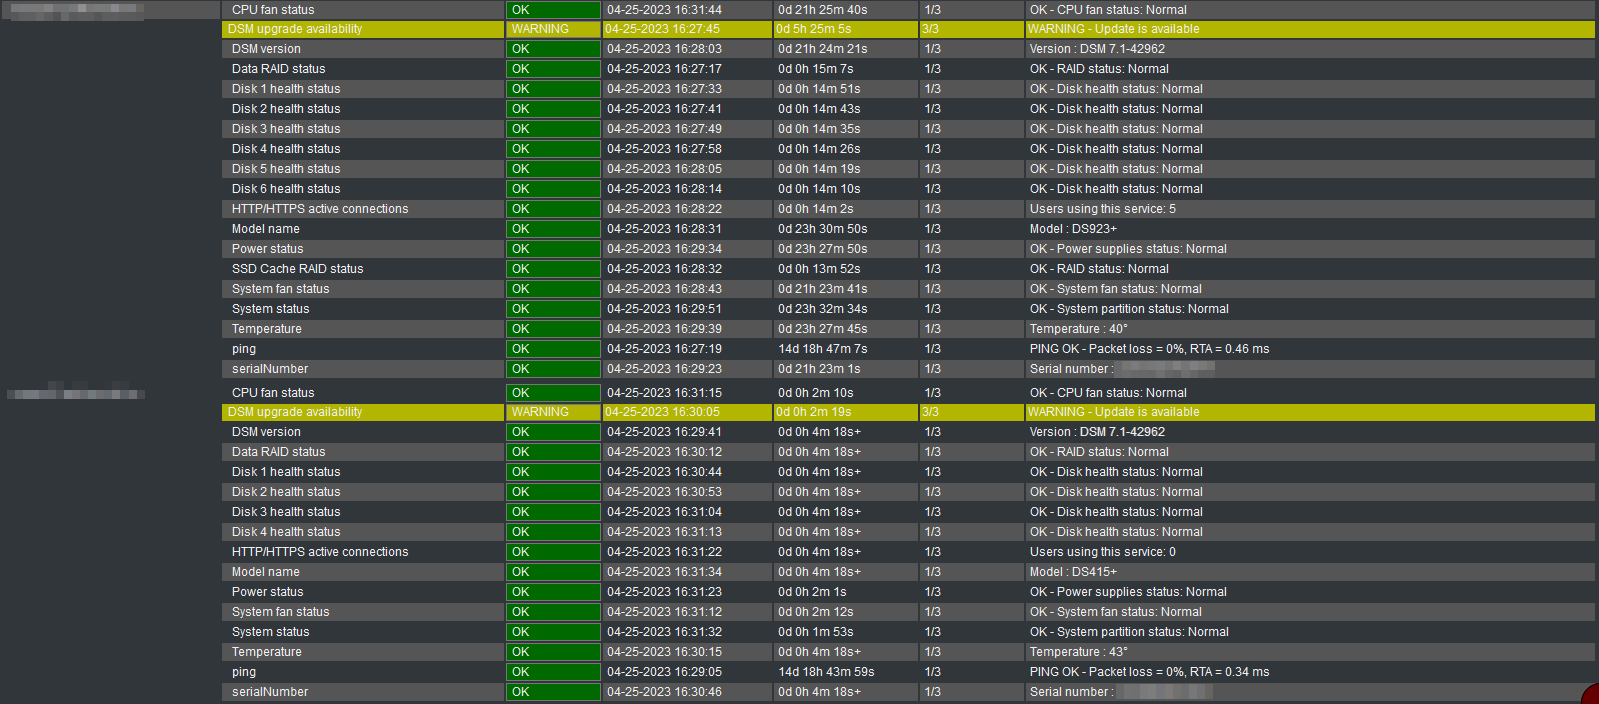 CPU fan status OK 04-25-2023 16:31:44 0d 21h 25m 40s 1/3 OK - CPU fan status: Normal
DSM upgrade availability WARNING 04-25-2023 16:27:45 0d 5h 25m 5s 3/3 WARNING - Update is available
DSM version OK 04-25-2023 16:28:03 0d 21h 24m 21s 1/3 Version : DSM 7.1-42962
Data RAID status OK 04-25-2023 16:27:17 0d 0h 15m 7s 1/3 OK - RAID status: Normal
Disk 1 health status OK 04-25-2023 16:27:33 0d 0h 14m 51s 1/3 OK - Disk health status: Normal
Disk 2 health status OK 04-25-2023 16:27:41 0d 0h 14m 43s 1/3 OK - Disk health status: Normal
Disk 3 health status OK 04-25-2023 16:27:49 0d 0h 14m 35s 1/3 OK - Disk health status: Normal
Disk 4 health status OK 04-25-2023 16:27:58 0d 0h 14m 26s 1/3 OK - Disk health status: Normal
Disk 5 health status OK 04-25-2023 16:28:05 0d 0h 14m 19s 1/3 OK - Disk health status: Normal
Disk 6 health status OK 04-25-2023 16:28:14 0d 0h 14m 10s 1/3 OK - Disk health status: Normal
HTTP/HTTPS active connections OK 04-25-2023 16:28:22 0d 0h 14m 2s 1/3 Users using this service: 5
Model name OK 04-25-2023 16:28:31 0d 23h 30m 50s 1/3 Model : DS923+
Power status OK 04-25-2023 16:29:34 0d 23h 27m 50s 1/3 OK - Power supplies status: Normal
SSD Cache RAID status OK 04-25-2023 16:28:32 0d 0h 13m 52s 1/3 OK - RAID status: Normal
System fan status OK 04-25-2023 16:28:43 0d 21h 23m 41s 1/3 OK - System fan status: Normal
System status OK 04-25-2023 16:29:51 0d 23h 32m 34s 1/3 OK - System partition status: Normal
Temperature OK 04-25-2023 16:29:39 0d 23h 27m 45s 1/3 Temperature : 40°
ping OK 04-25-2023 16:27:19 14d 18h 47m 7s 1/3 PING OK - Packet loss = 0%, RTA = 0.46 ms
serialNumber OK 04-25-2023 16:29:23 0d 21h 23m 1s 1/3 Serial number :
CPU fan status OK 04-25-2023 16:31:15 0d 0h 2m 10s 1/3 OK - CPU fan status: Normal
DSM upgrade availability WARNING 04-25-2023 16:30:05 0d 0h 2m 19s 3/3 WARNING - Update is available
DSM version OK 04-25-2023 16:29:41 0d 0h 4m 18s+ 1/3 Version : DSM 7.1-42962
Data RAID status OK 04-25-2023 16:30:12 0d 0h 4m 18s+ 1/3 OK - RAID status: Normal
Disk 1 health status OK 04-25-2023 16:30:44 0d 0h 4m 18s+ 1/3 OK - Disk health status: Normal
Disk 2 health status OK 04-25-2023 16:30:53 0d 0h 4m 18s+ 1/3 OK - Disk health status: Normal
Disk 3 health status OK 04-25-2023 16:31:04 0d 0h 4m 18s+ 1/3 OK - Disk health status: Normal
Disk 4 health status OK 04-25-2023 16:31:13 0d 0h 4m 18s+ 1/3 OK - Disk health status: Normal
HTTP/HTTPS active connections OK 04-25-2023 16:31:22 0d 0h 4m 18s+ 1/3 Users using this service: 0
Model name OK 04-25-2023 16:31:34 0d 0h 4m 18s+ 1/3 Model : DS415+
Power status OK 04-25-2023 16:31:23 0d 0h 2m 1s 1/3 OK - Power supplies status: Normal
System fan status OK 04-25-2023 16:31:12 0d 0h 2m 12s 1/3 OK - System fan status: Normal
System status OK 04-25-2023 16:31:32 0d 0h 1m 53s 1/3 OK - System partition status: Normal
Temperature OK 04-25-2023 16:30:15 0d 0h 4m 18s+ 1/3 Temperature : 43°
ping OK 04-25-2023 16:29:05 14d 18h 43m 59s 1/3 PING OK - Packet loss = 0%, RTA = 0.34 ms
serialNumber OK 04-25-2023 16:30:46 0d 0h 4m 18s+ 1/3 Serial number :